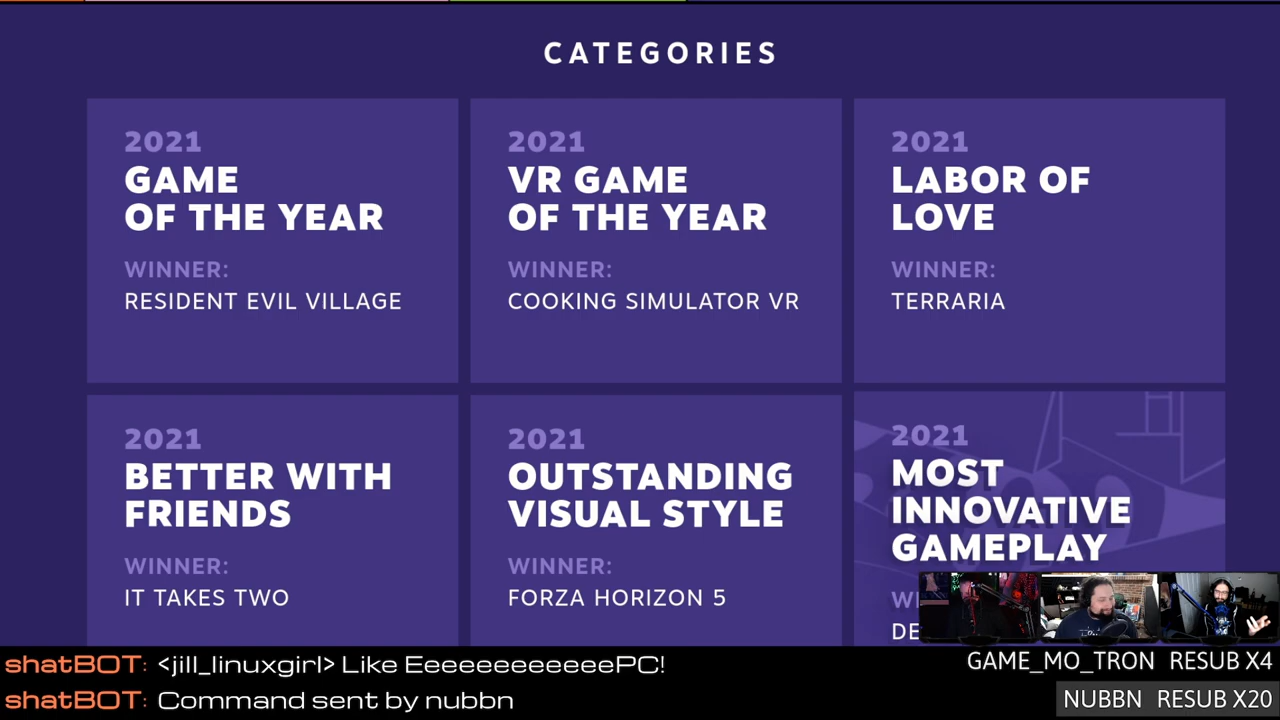 CATEGORIES
2021
GAME
OF THE YEAR
WINNER:
RESIDENT EVIL VILLAGE
2021
VR GAME
OF THE YEAR
WINNER:
COOKING SIMULATOR VR
2021
LABOR OF
LOVE
WINNER:
TERRARIA
2021
BETTER WITH
FRIENDS
WINNER:
IT TAKES TWO
2021
OUTSTANDING
VISUAL STYLE
WINNER:
FORZA HORIZON 5
2021
MOST
INNOVATIVE
GAMEPLAY
shatBOT: <jill_linuxgirl> Like EeeeeeeeeeeePC!
shatBOT: Command sent by nubbn
GAME_MO_TRON RESUB X4
NUBBN RESUB X20